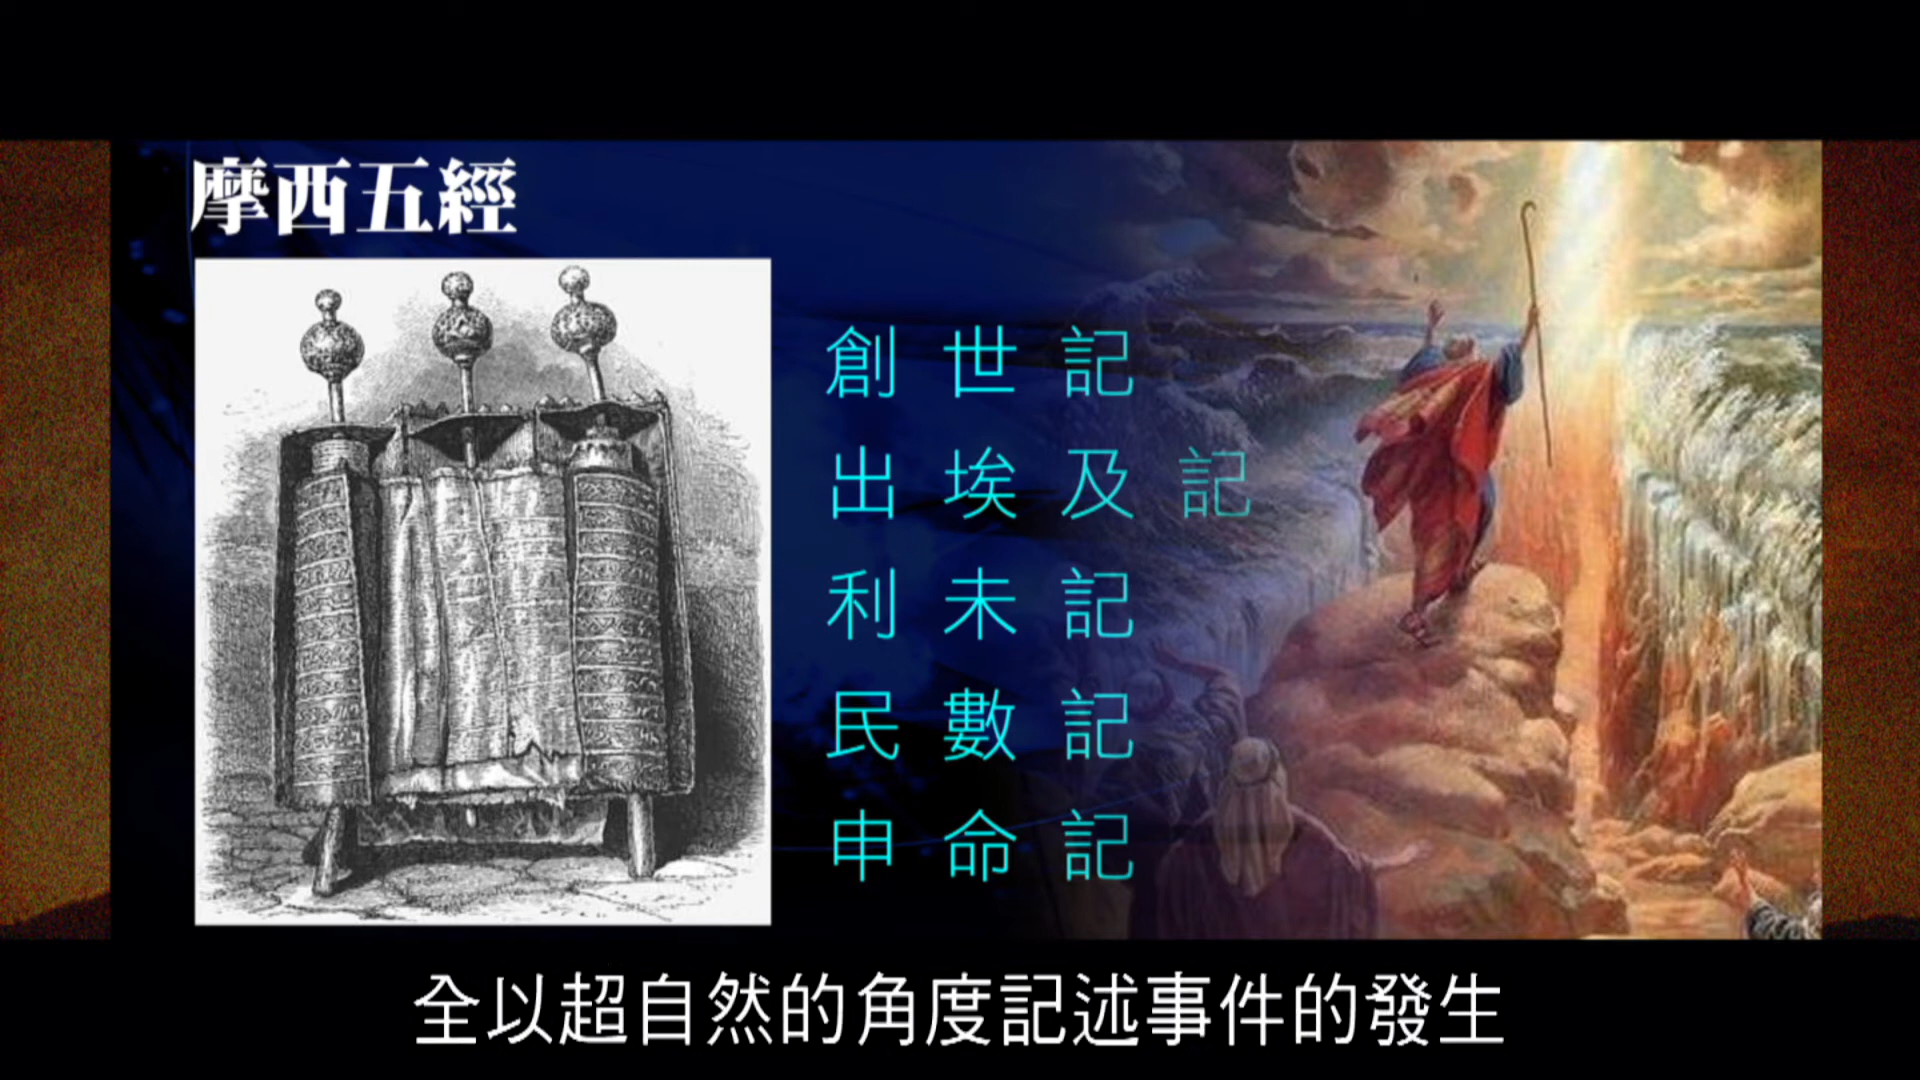 摩西五經
創世記
出埃及記
利未記
民數記
申命記
全以超自然的角度記述事件的發生